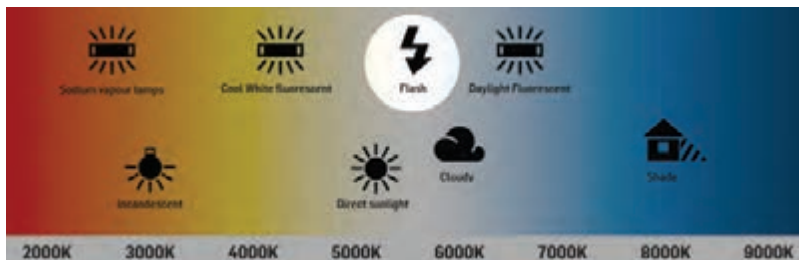 Sodium vapour lamps
Cool White fluorescent
Flash
Daylight Fluorescent
Incandescent
Direct sunlight
Cloudy
Shade
2000K 3000K 4000K 5000K 6000K 7000K 8000K 9000K